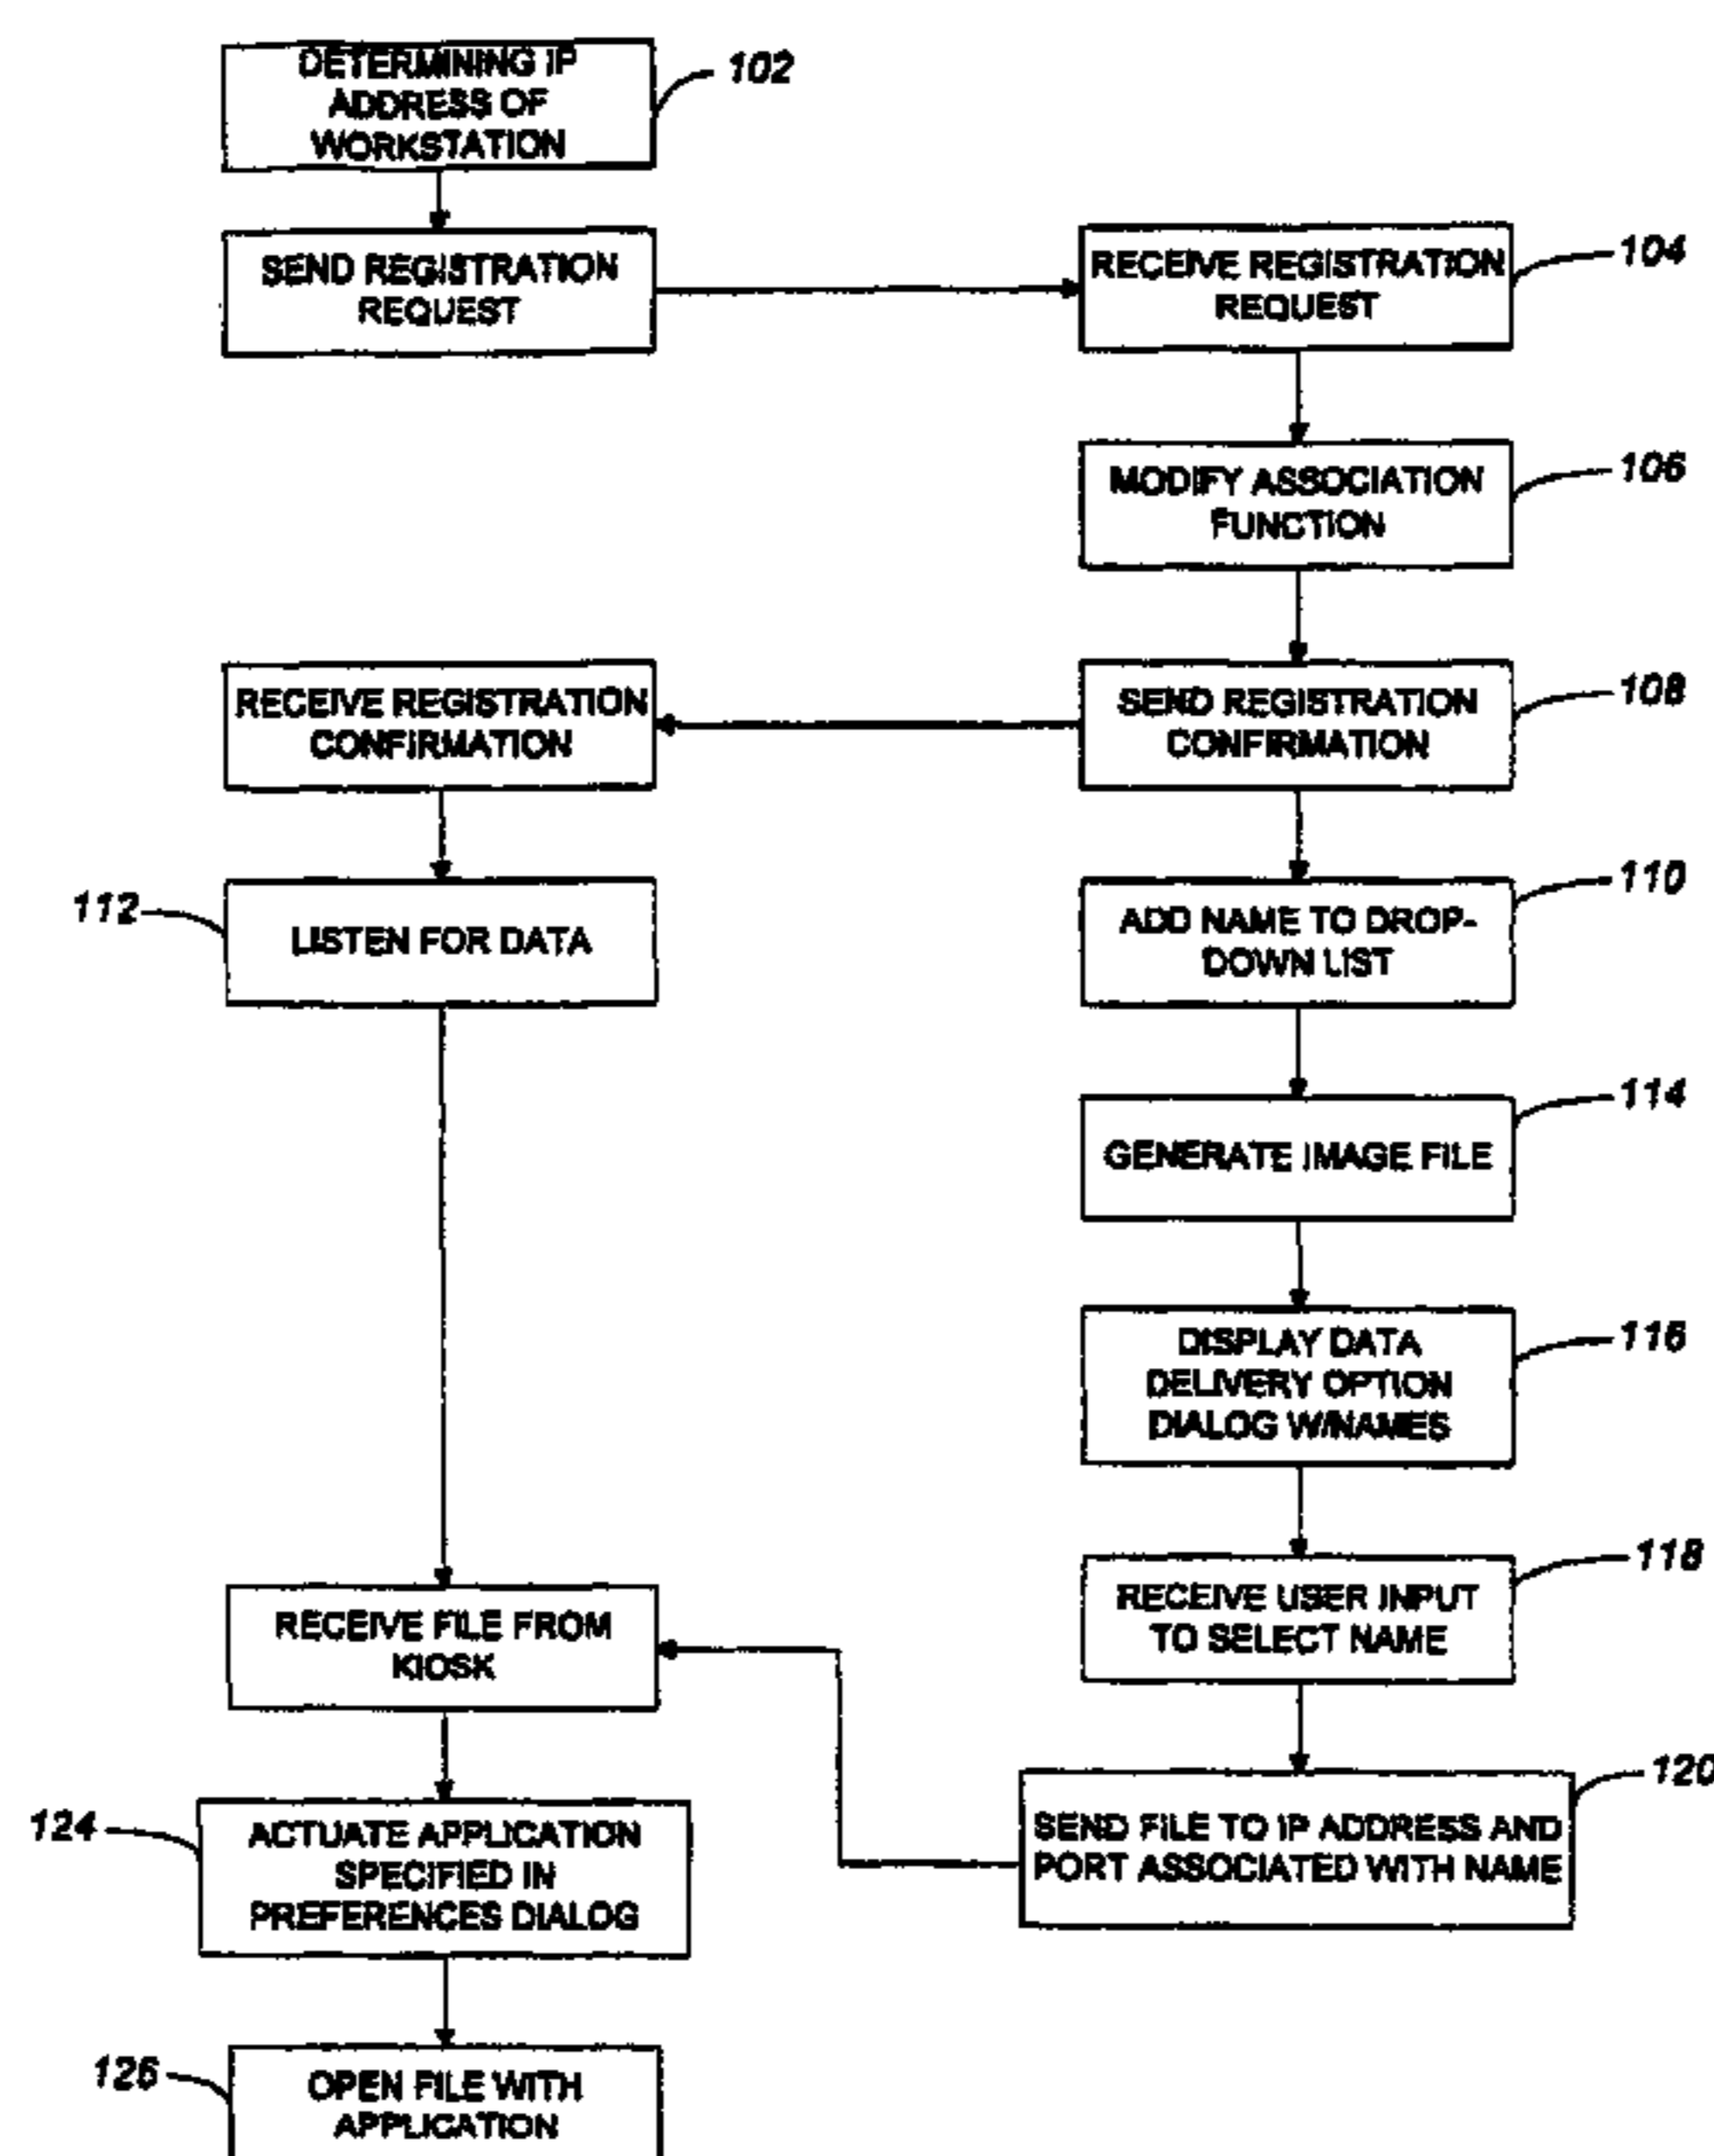 DETERMINING IP
ADDRESS OF
WORKSTATION
102
SEND REGISTRATION
REQUEST
RECEIVE REGISTRATION
REQUEST
104
MODIFY ASSOCIATION
FUNCTION
106
RECEIVE REGISTRATION
CONFIRMATION
SEND REGISTRATION
CONFIRMATION
108
112
LISTEN FOR DATA
ADD NAME TO DROP-
DOWN LIST
110
GENERATE IMAGE FILE
114
DISPLAY DATA
DELIVERY OPTION
DIALOG W/NAMES
116
RECEIVE FILE FROM
KIOSK
RECEIVE USER INPUT
TO SELECT NAME
118
124
ACTUATE APPLICATION
SPECIFIED IN
PREFERENCES DIALOG
SEND FILE TO IP ADDRESS AND
PORT ASSOCIATED WITH NAME
120
126
OPEN FILE WITH
APPLICATION